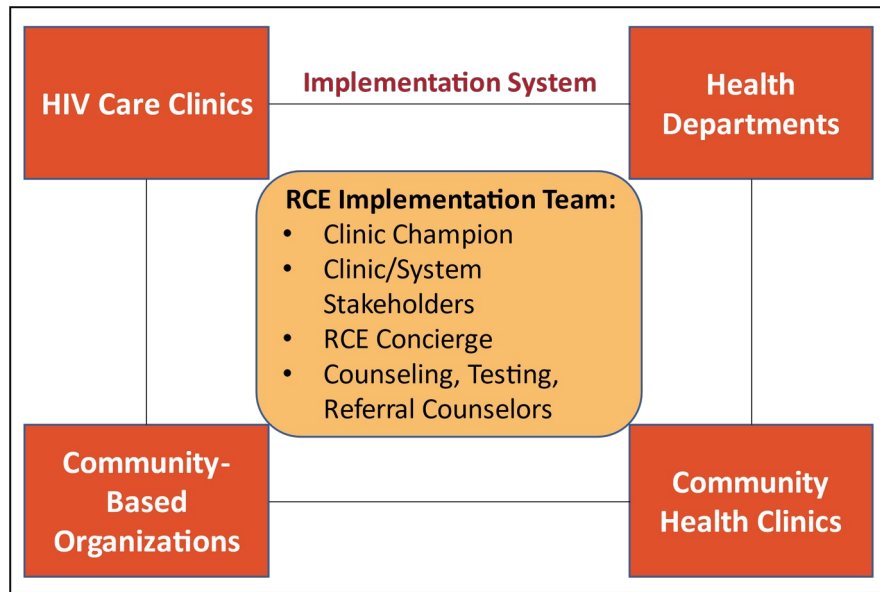 HIV Care Clinics
Implementation System
Health
Departments
RCE Implementation Team:
• Clinic Champion
• Clinic/System
Stakeholders
• RCE Concierge
• Counseling, Testing,
Referral Counselors
Community-
Based
Organizations
Community
Health Clinics